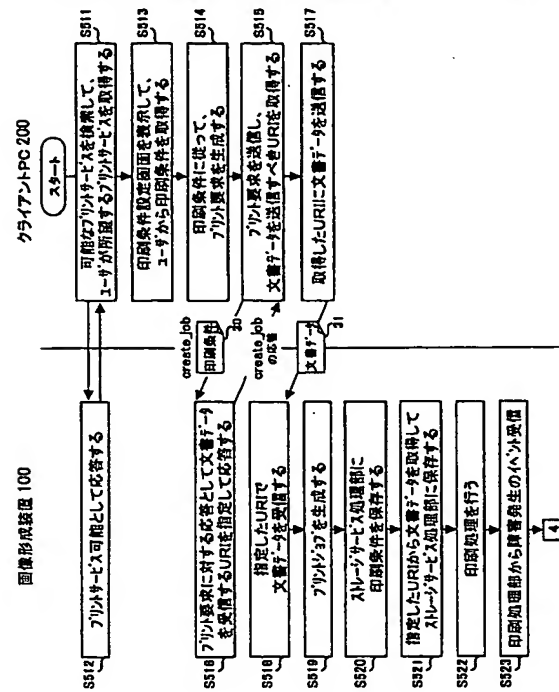 画像形成装置 100
クライアントPC 200
スタート
S511
可能なプリントサービスを検索して、
ユーザが所望するプリントサービスを取得する
S512
プリントサービス可能として応答する
S513
印刷条件設定画面を表示して、
ユーザから印刷条件を取得する
S514
印刷条件に従って、
プリント要求を生成する
S515
プリント要求を送信し、
文書データを送信すべきURIを取得する
create_job
印刷条件
30
S516
プリント要求に対する応答として文書データ
を受信するURIを指定して応答する
create_job
の応答
S517
取得したURIに文書データを送信する
文書データ
31
S518
指定したURIで
文書データを受信する
S519
プリントジョブを生成する
S520
ストレージサービス処理部に
印刷条件を保存する
S521
指定したURIから文書データを取得して
ストレージサービス処理部に保存する
S522
印刷処理を行う
S523
印刷処理部から障害発生のイベント受信
4